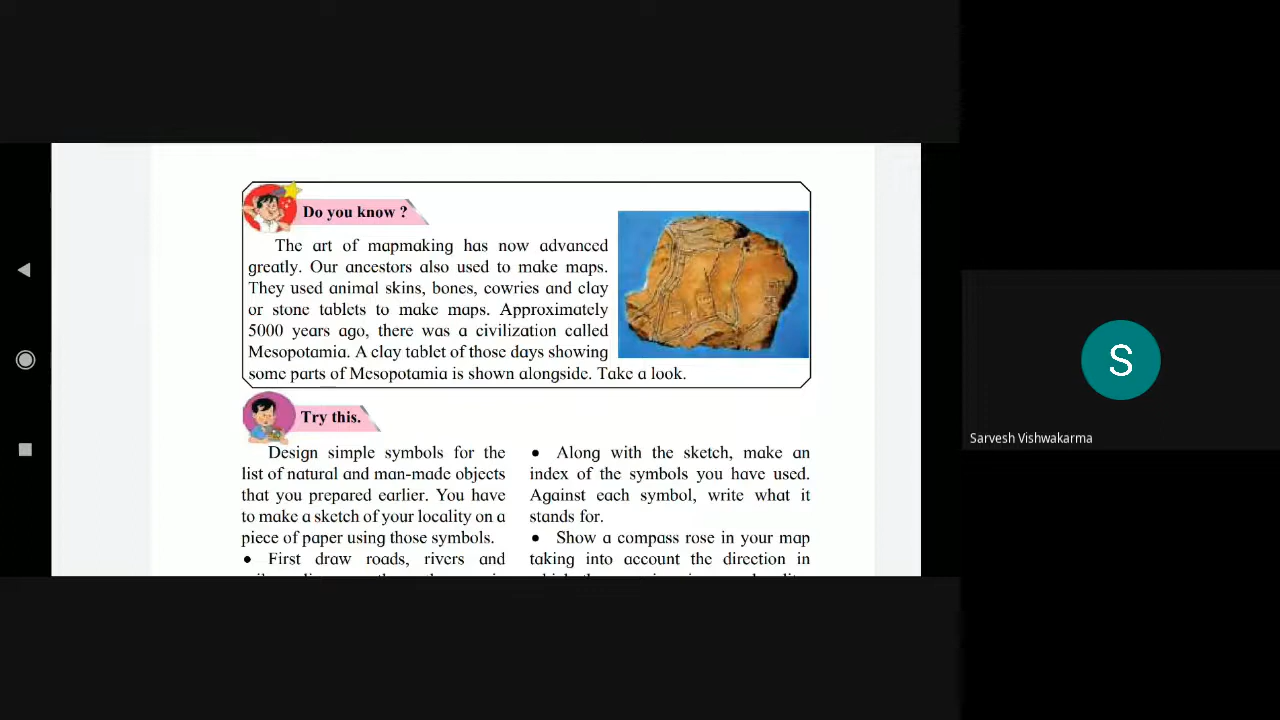 Do you know ?
The art of mapmaking has now advanced
greatly. Our ancestors also used to make maps.
They used animal skins, bones, cowries and clay
or stone tablets to make maps. Approximately
5000 years ago, there was a civilization called
Mesopotamia. A clay tablet of those days showing
some parts of Mesopotamia is shown alongside. Take a look.
Try this.
Design simple symbols for the
list of natural and man-made objects
that you prepared earlier. You have
to make a sketch of your locality on a
piece of paper using those symbols.
● First draw roads, rivers and
● Along with the sketch, make an
index of the symbols you have used.
Against each symbol, write what it
stands for.
● Show a compass rose in your map
taking into account the direction in
S
Sarvesh Vishwakarma